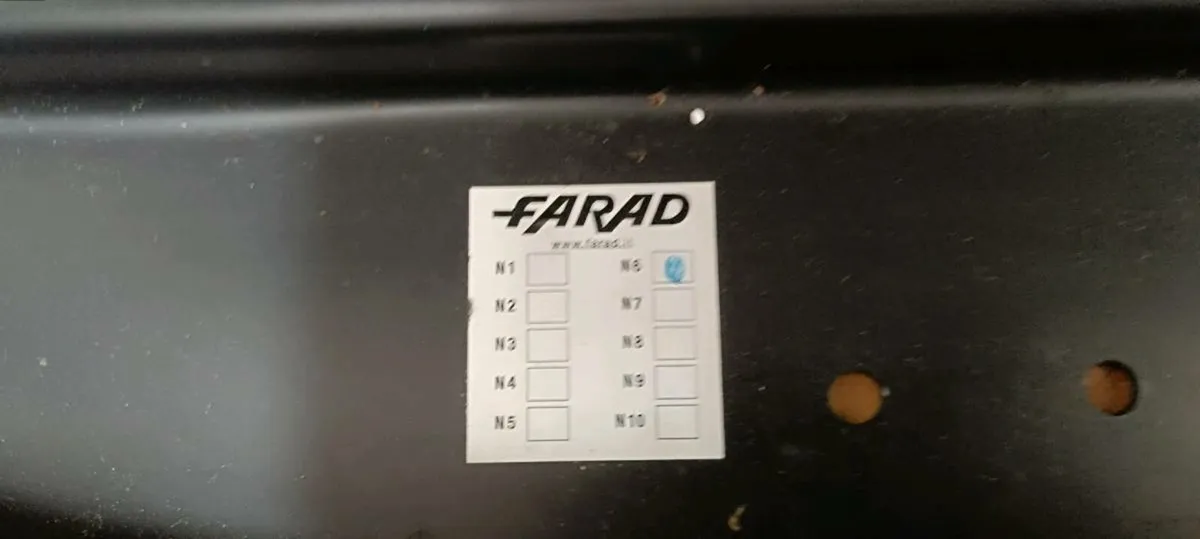 FARAD
www.farad.it
N1 N6
N2 N7
N3 N8
N4 N9
N5 N10